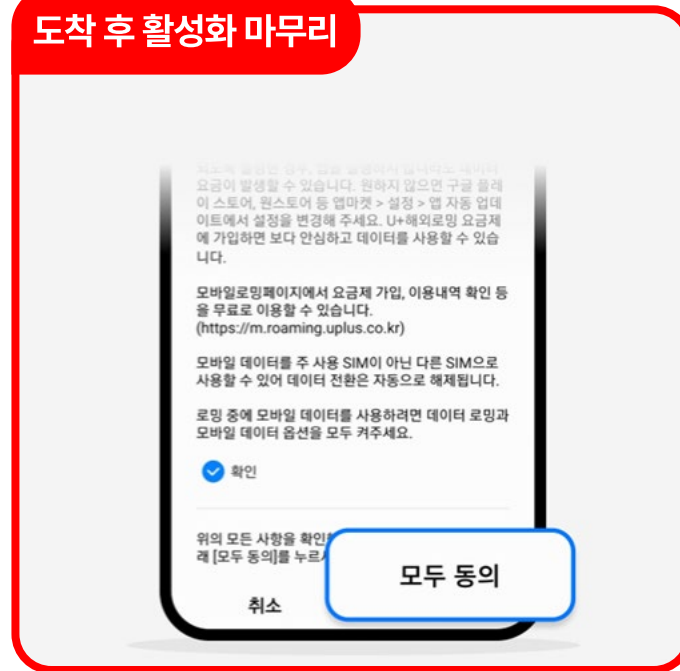 도착 후 활성화 마무리
요금이 발생할 수 있습니다. 원하지 않으면 구글 플레
이 스토어, 원스토어 등 앱마켓 > 설정 > 앱 자동 업데
이트에서 설정을 변경해 주세요. U+해외로밍 요금제
에 가입하면 보다 안심하고 데이터를 사용할 수 있습
니다.
모바일로밍페이지에서 요금제 가입, 이용내역 확인 등
을 무료로 이용할 수 있습니다.
(https://m.roaming.uplus.co.kr)
모바일 데이터를 주 사용 SIM이 아닌 다른 SIM으로
사용할 수 있어 데이터 전환은 자동으로 해제됩니다.
로밍 중에 모바일 데이터를 사용하려면 데이터 로밍과
모바일 데이터 옵션을 모두 켜주세요.
확인
위의 모든 사항을
래 [모두 동의]를
모두 동의
취소